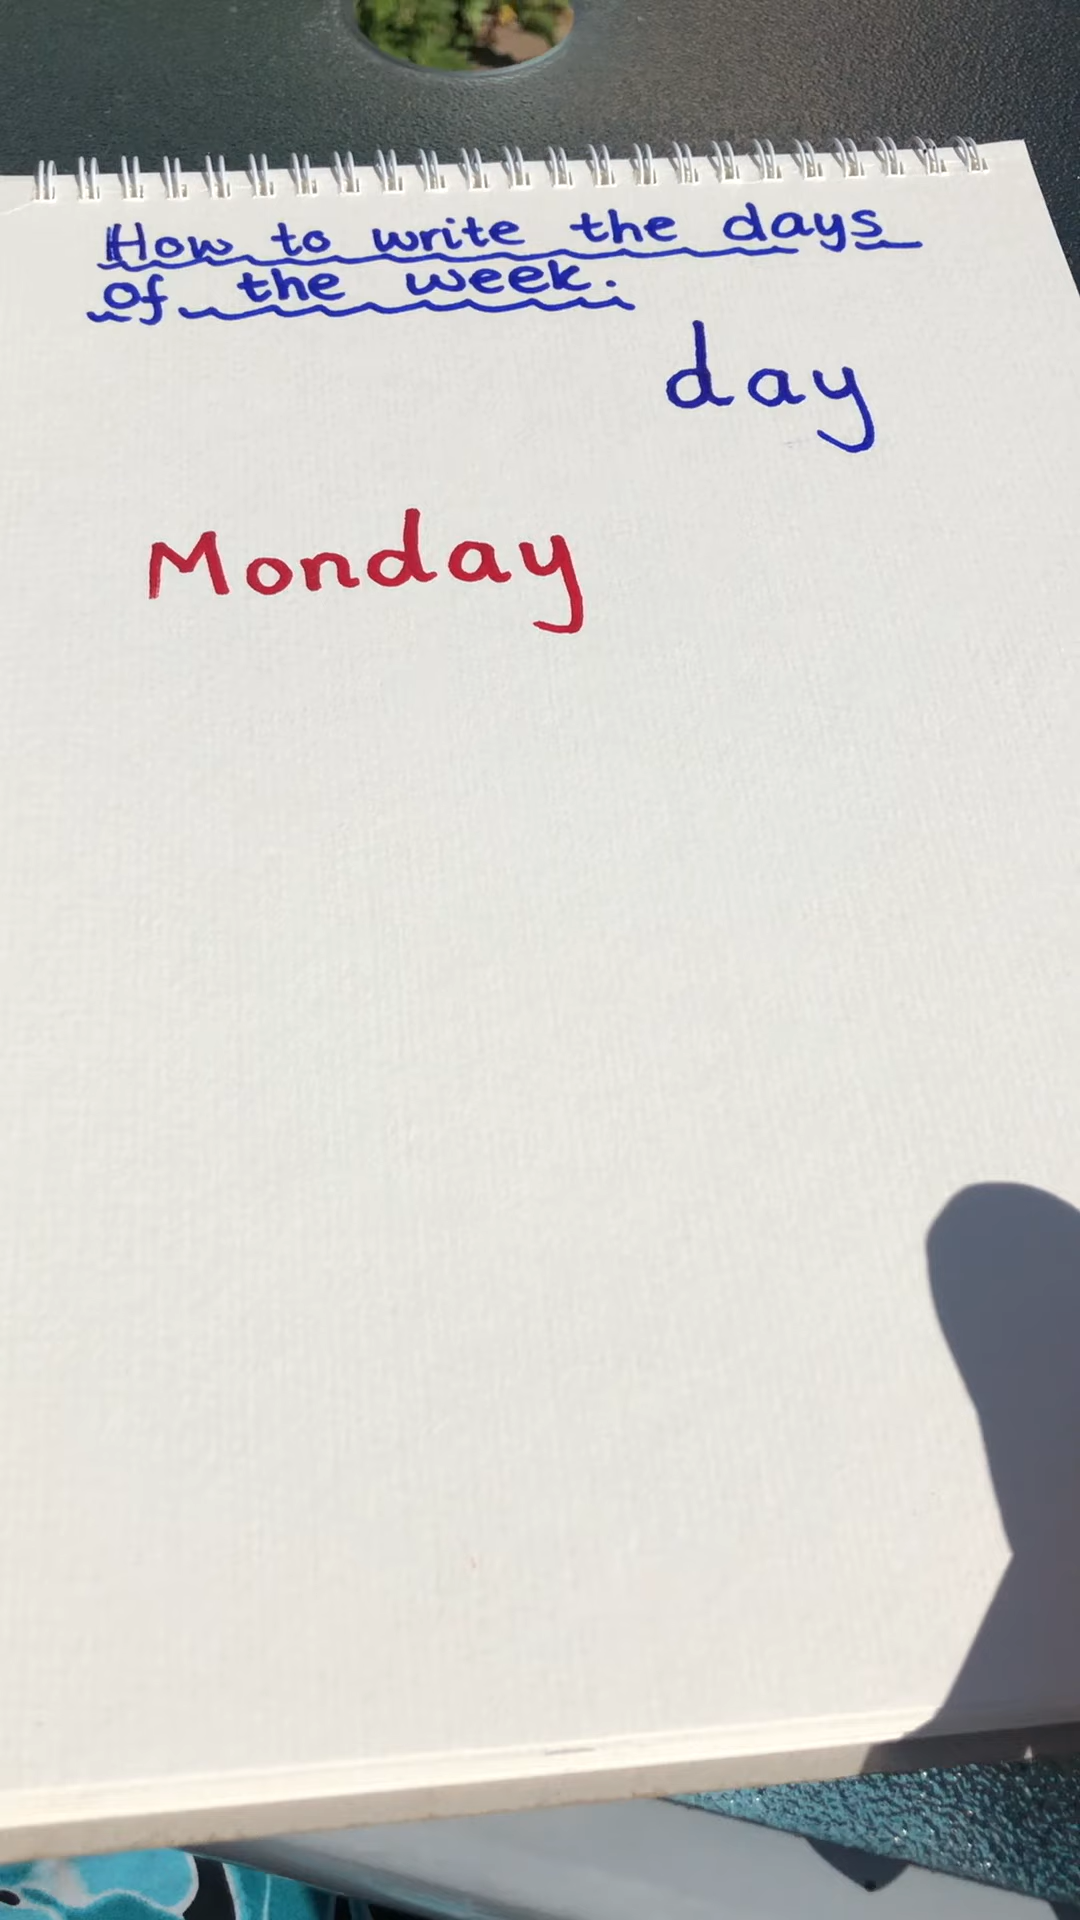 How to write the days
of the week.
day
Monday